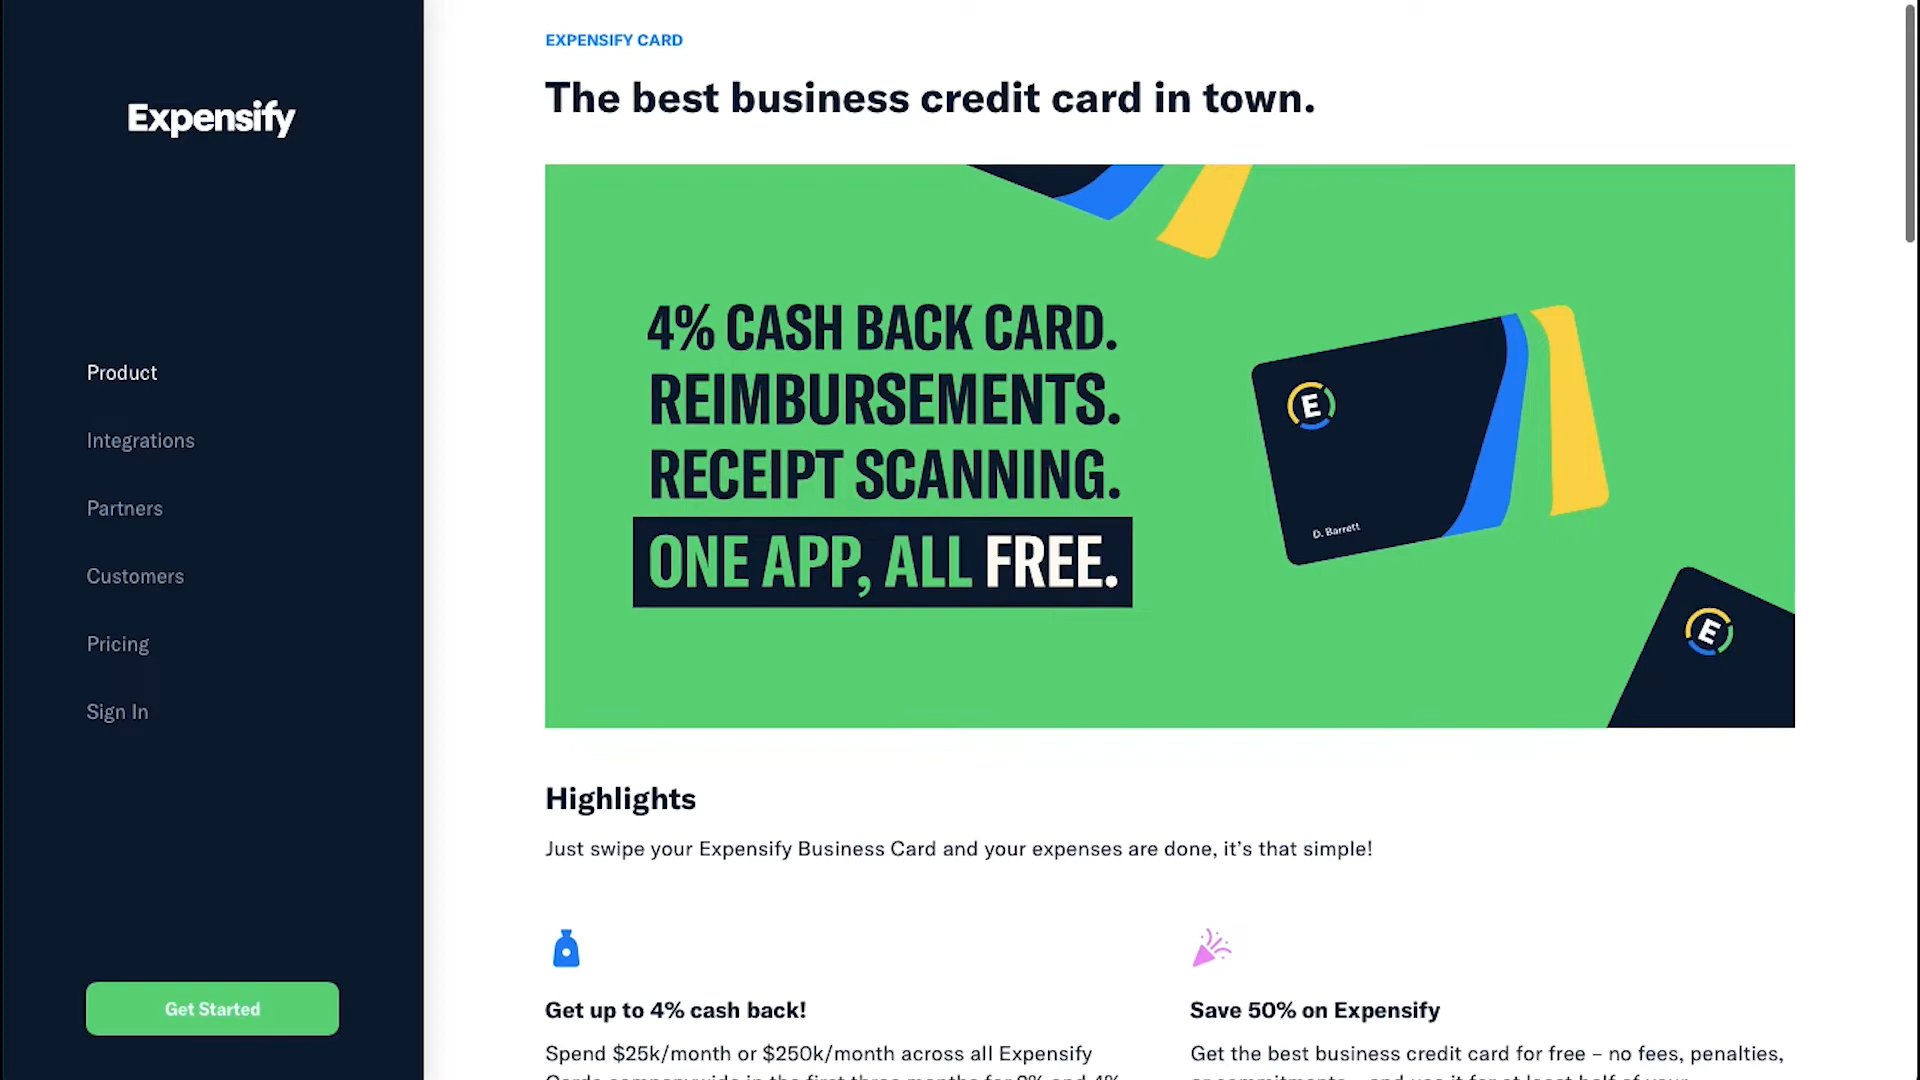 Expensify
Product
Integrations
Partners
Customers
Pricing
Sign In
Get Started
EXPENSIFY CARD
The best business credit card in town.
4% CASH BACK CARD.
REIMBURSEMENTS.
RECEIPT SCANNING.
ONE APP, ALL FREE.
E
D. Barrett
E
Highlights
Just swipe your Expensify Business Card and your expenses are done, it’s that simple!
Get up to 4% cash back!
Spend $25k/month or $250k/month across all Expensify
Save 50% on Expensify
Get the best business credit card for free – no fees, penalties,